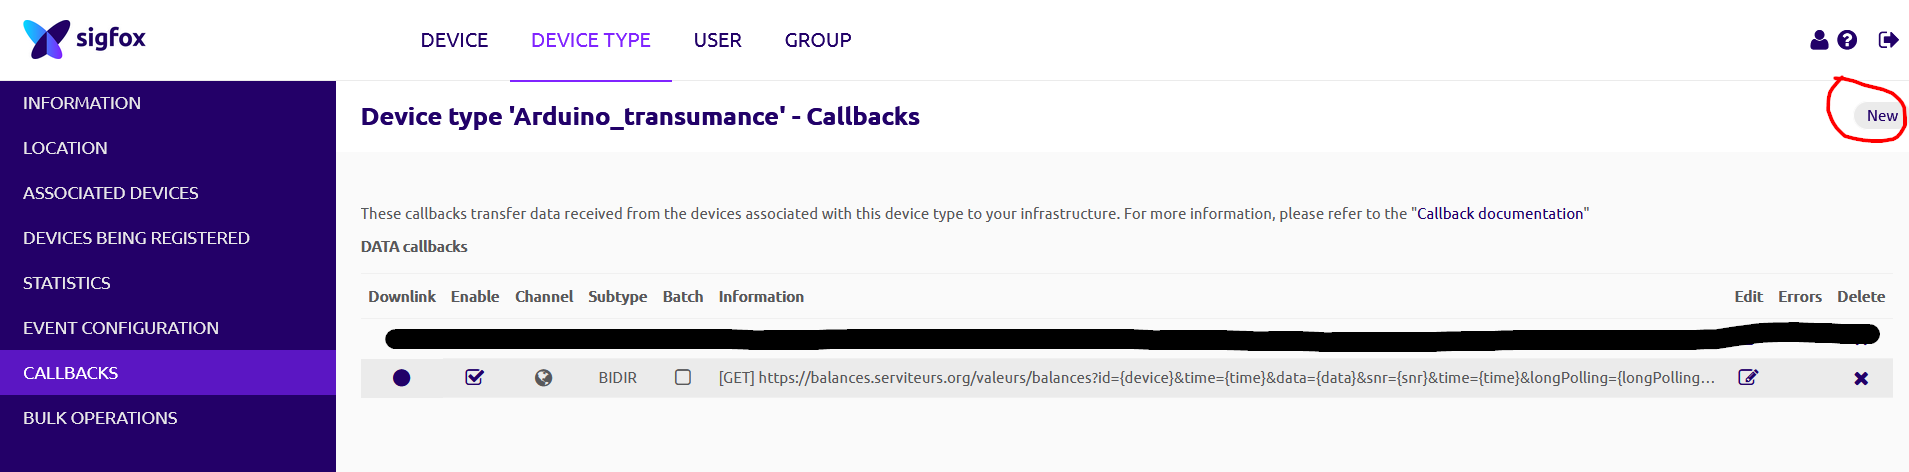 sigfox
DEVICE DEVICE TYPE USER GROUP
INFORMATION
LOCATION
ASSOCIATED DEVICES
DEVICES BEING REGISTERED
STATISTICS
EVENT CONFIGURATION
CALLBACKS
BULK OPERATIONS
Device type 'Arduino_transumance' - Callbacks
New
These callbacks transfer data received from the devices associated with this device type to your infrastructure. For more information, please refer to the "Callback documentation"
DATA callbacks
Downlink Enable Channel Subtype Batch Information Edit Errors Delete
BIDIR [GET] https://balances.serviteurs.org/valeurs/balances?id={device}&time={time}&data={data}&snr={snr}&time={time}&longPolling={longPolling...